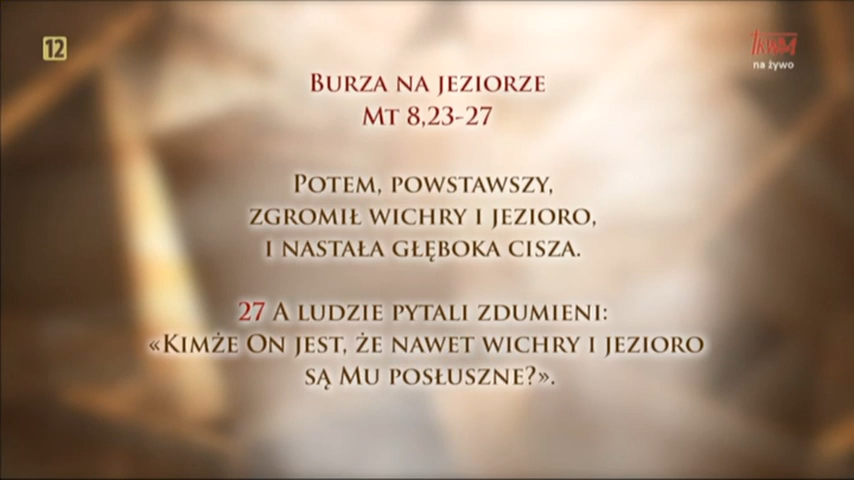 12
TRWAM
na żywo
Burza na jeziorze
Mt 8,23-27
Potem, powstawszy,
zgromił wichry i jezioro,
i nastała głęboka cisza.
27 A ludzie pytali zdumieni:
«Kimże On jest, że nawet wichry i jezioro
są Mu posłuszne?».